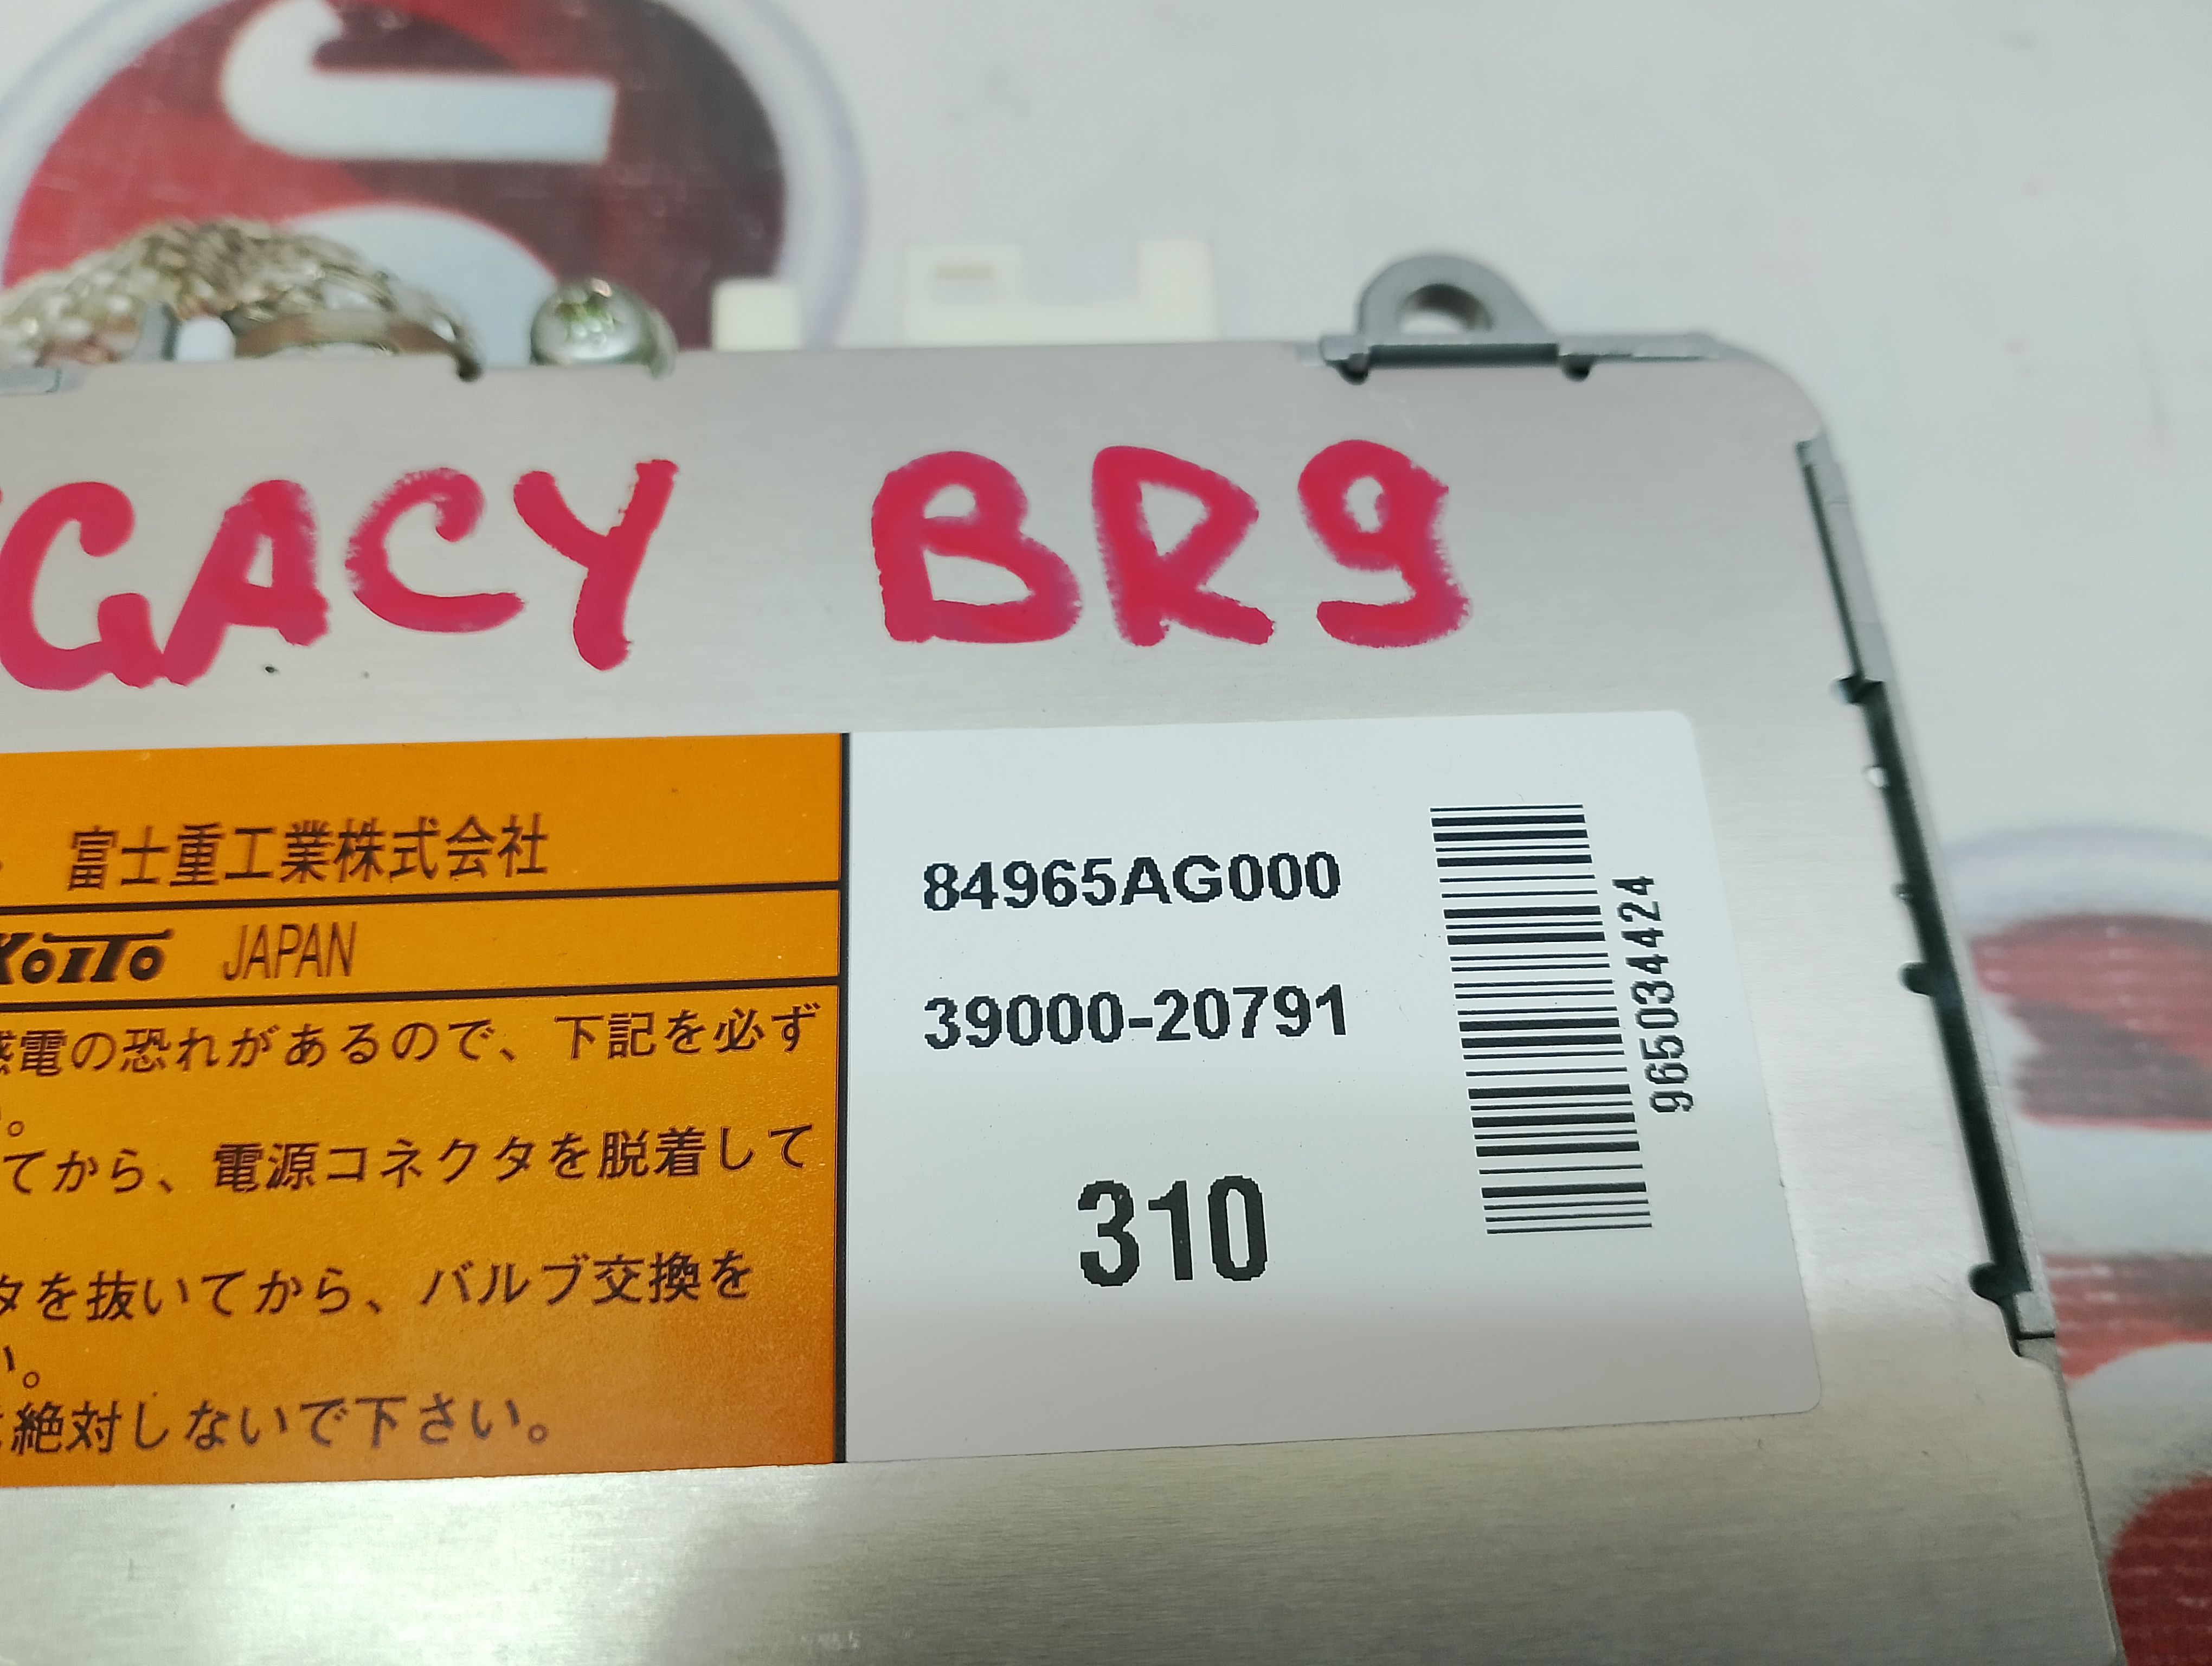 GACY BR9
富士重工業株式会社
KOITO JAPAN
感電の恐れがあるので、下記を必ず
。
てから、電源コネクタを脱着して
タを抜いてから、バルブ交換を
い。
絶対しないで下さい。
84965AG000
39000-20791
310
965034424